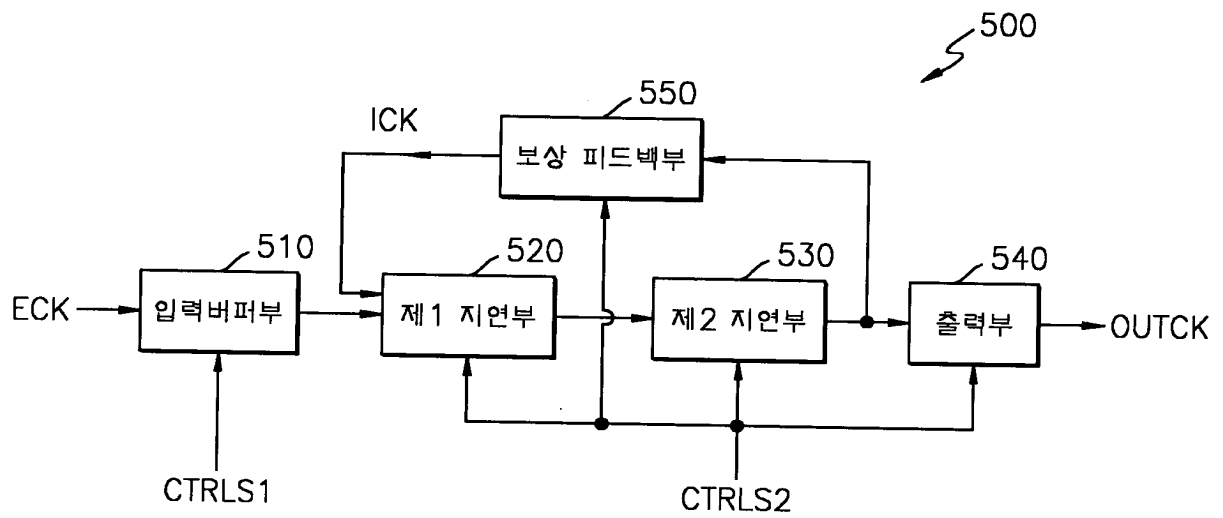 500
550
ICK
보상 피드백부
510
520
530
540
ECK
입력버퍼부
제1 지연부
제2 지연부
출력부
OUTCK
CTRLS1
CTRLS2